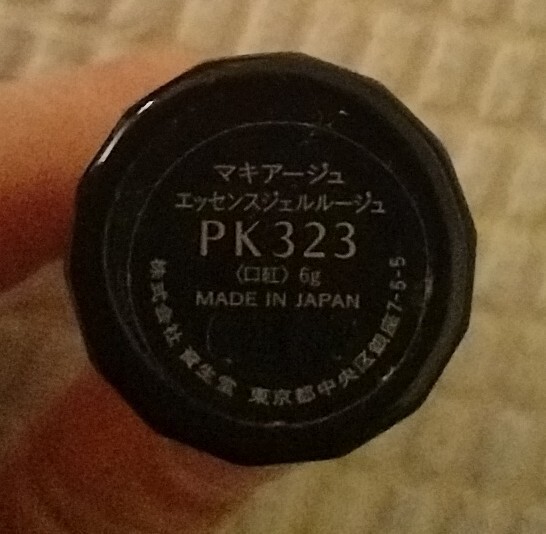 マキアージュ
エッセンスジェルルージュ
PK323
〈口紅〉 6g
MADE IN JAPAN
株式会社 資生堂 東京都中央区銀座7-5-5